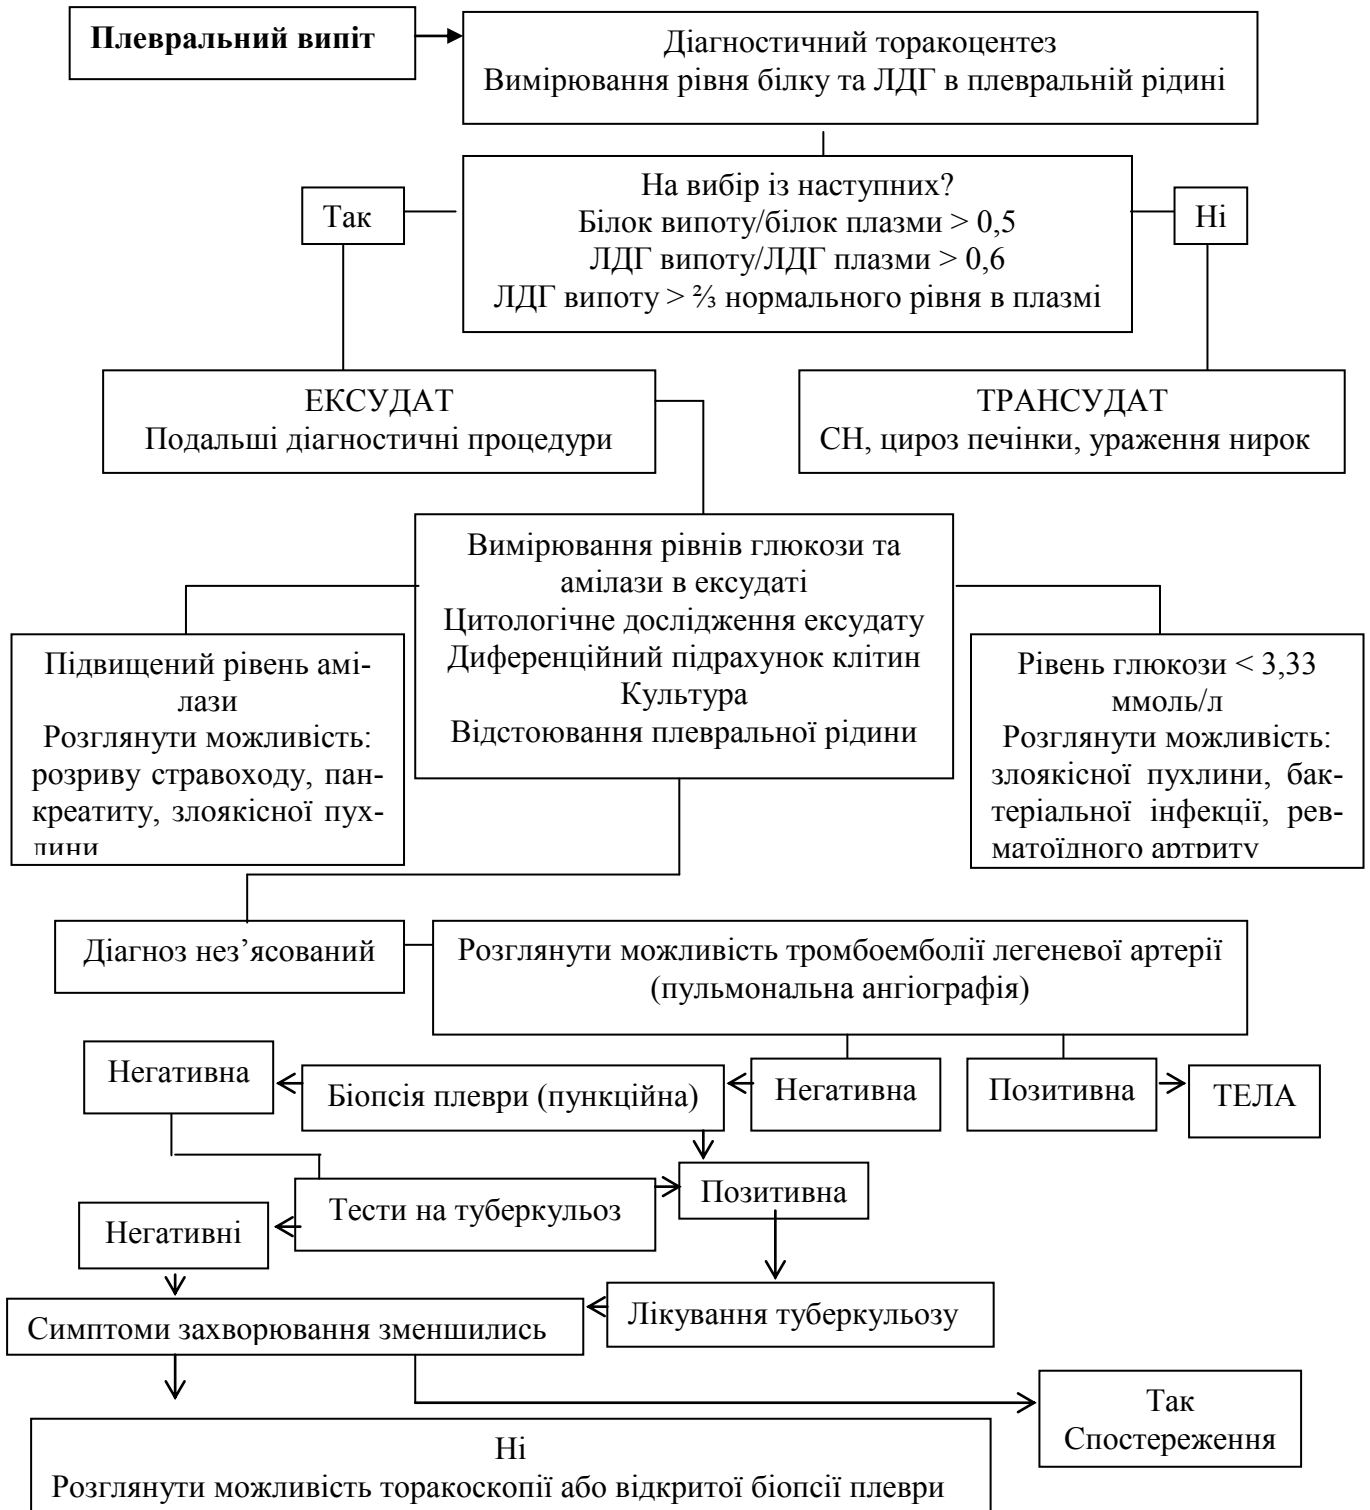 Плевральний випіт
Діагностичний торакоцентез
Вимірювання рівня білку та ЛДГ в плевральній рідині
На вибір із наступних?
Білок випоту/білок плазми > 0,5
ЛДГ випоту/ЛДГ плазми > 0,6
ЛДГ випоту > ⅔ нормального рівня в плазмі
Так
Ні
ЕКСУДАТ
Подальші діагностичні процедури
ТРАНСУДАТ
СН, цироз печінки, ураження нирок
Вимірювання рівнів глюкози та
амілази в ексудаті
Цитологічне дослідження ексудату
Диференційний підрахунок клітин
Культура
Відстоювання плевральної рідини
Підвищений рівень амі-
лази
Розглянути можливість:
розриву стравоходу, пан-
креатиту, злоякісної пух-
лини
Рівень глюкози < 3,33
ммоль/л
Розглянути можливість:
злоякісної пухлини, бак-
теріальної інфекції, рев-
матоїдного артриту
Діагноз нез’ясований
Розглянути можливість тромбоемболії легеневої артерії
(пульмональна ангіографія)
Негативна
Біопсія плеври (пункційна)
Негативна
Позитивна
ТЕЛА
Тести на туберкульоз
Позитивна
Негативні
Лікування туберкульозу
Симптоми захворювання зменшились
Так
Спостереження
Ні
Розглянути можливість торакоскопії або відкритої біопсії плеври